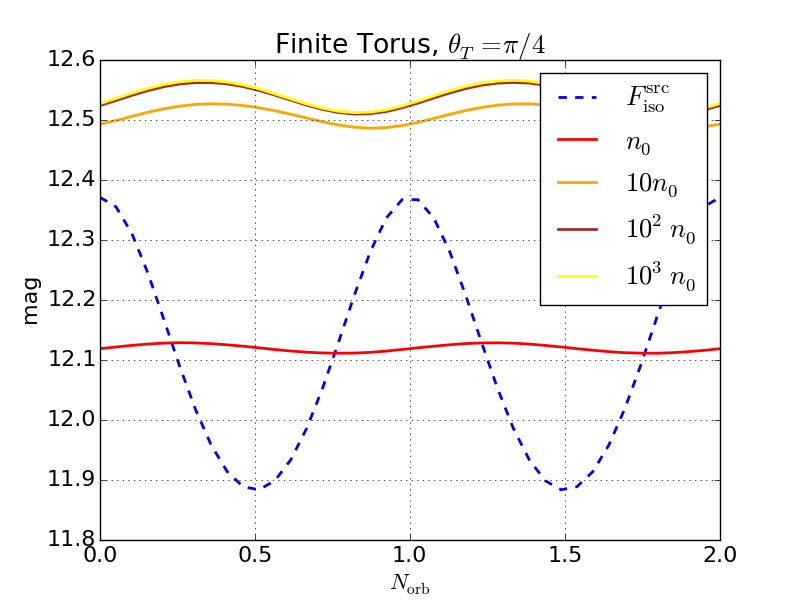 Finite Torus, θ_T = π/4
12.6
12.5
12.4
12.3
12.2
12.1
12.0
11.9
11.8
mag
F_iso^src
n_0
10n_0
10^2 n_0
10^3 n_0
0.0 0.5 1.0 1.5 2.0
N_orb